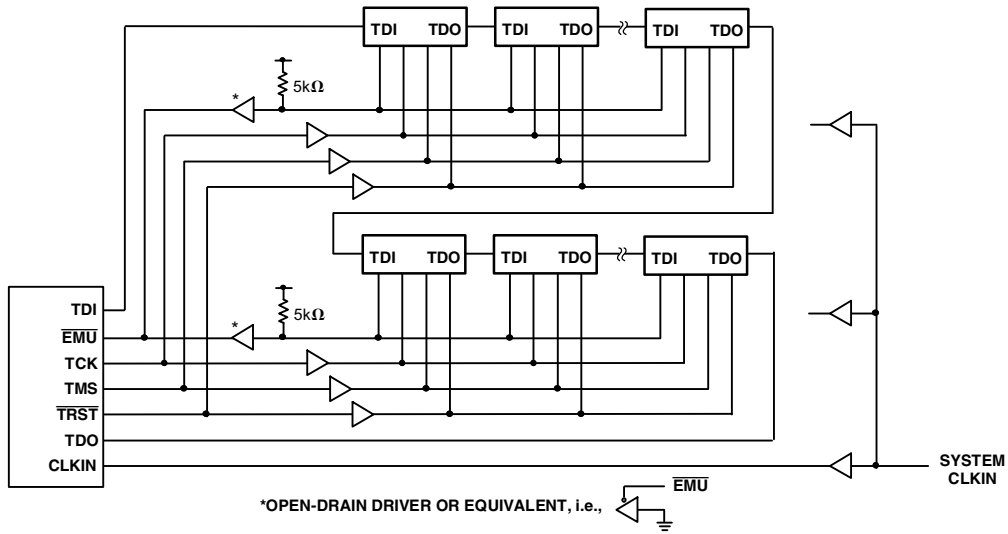 TDI TDO TDI TDO TDI TDO
5kΩ
*
TDI TDO TDI TDO TDI TDO
5kΩ
*
TDI
EMU
TCK
TMS
TRST
TDO
CLKIN
SYSTEM
CLKIN
*OPEN-DRAIN DRIVER OR EQUIVALENT, i.e.,
EMU